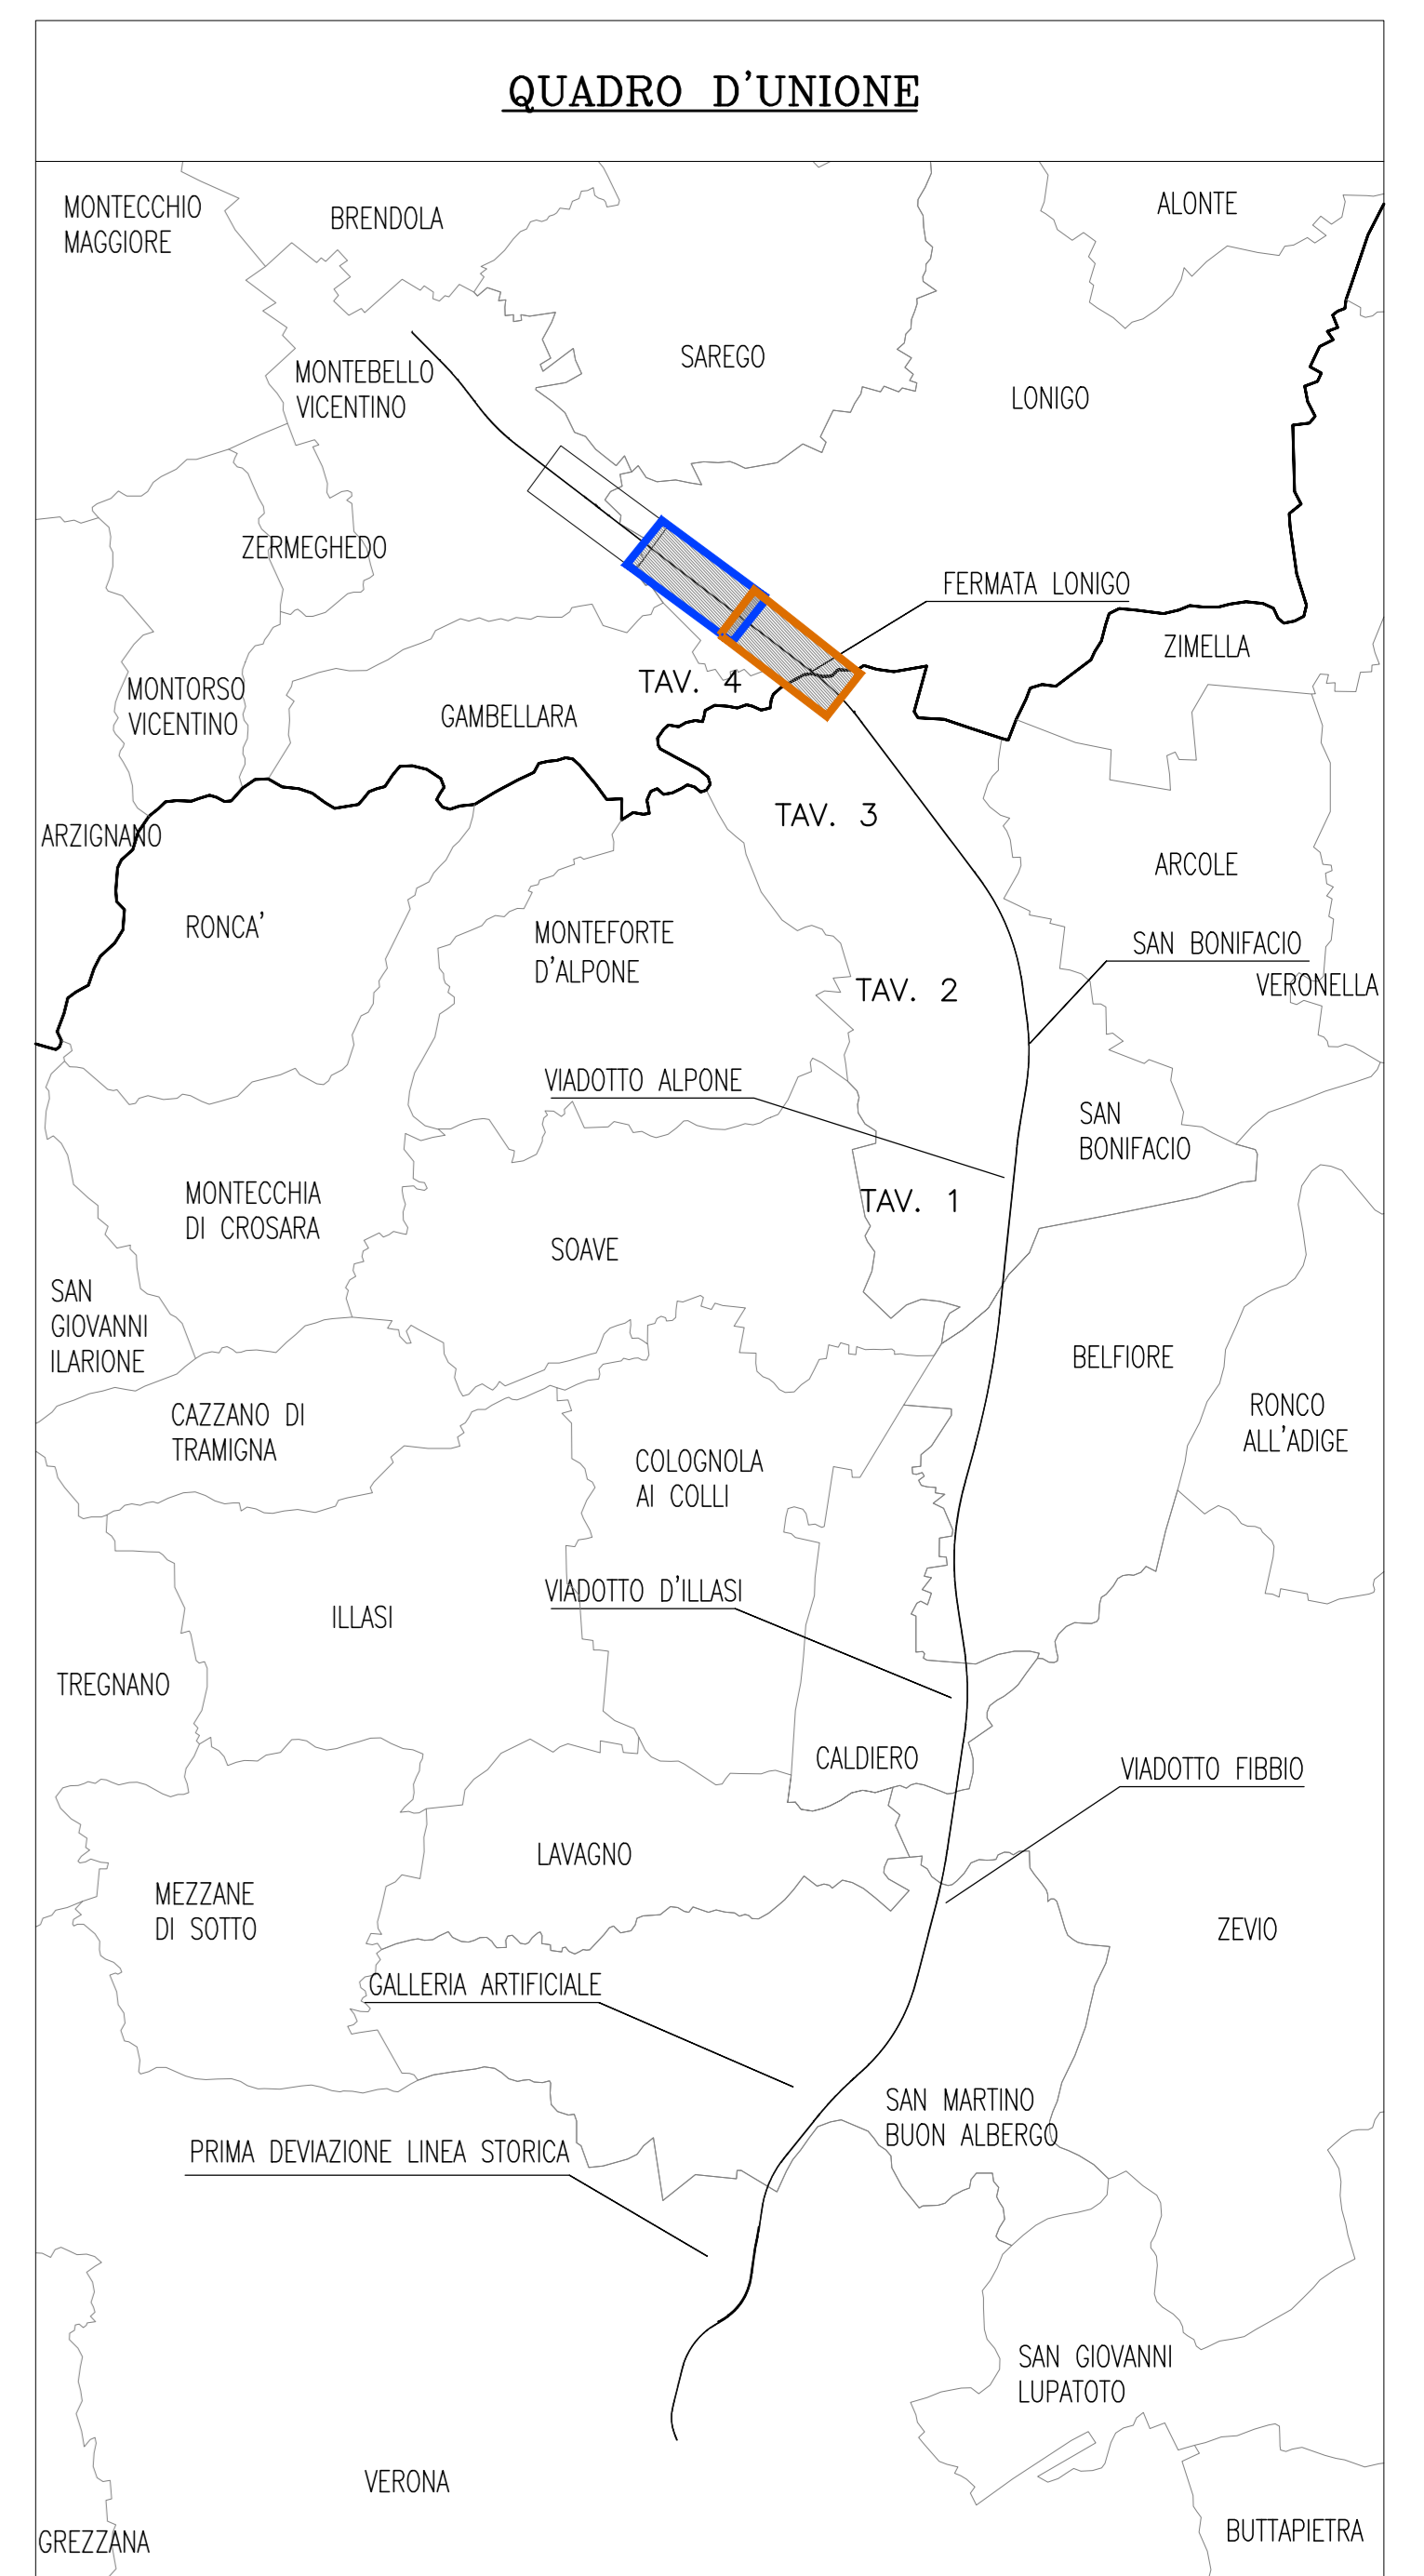 QUADRO D'UNIONE
MONTECCHIO
MAGGIORE
BRENDOLA
ALONTE
SAREGO
MONTEBELLO
VICENTINO
LONIGO
ZERMEGHEDO
FERMATA LONIGO
ZIMELLA
TAV. 4
MONTORSO
VICENTINO
GAMBELLARA
TAV. 3
ARZIGNANO
ARCOLE
RONCA'
MONTEFORTE
D'ALPONE
SAN BONIFACIO
TAV. 2
VERONELLA
VIADOTTO ALPONE
SAN
BONIFACIO
MONTECCHIA
DI CROSARA
TAV. 1
SOAVE
SAN
GIOVANNI
ILARIONE
BELFIORE
CAZZANO DI
TRAMIGNA
RONCO
ALL'ADIGE
COLOGNOLA
AI COLLI
VIADOTTO D'ILLASI
ILLASI
TREGNANO
CALDIERO
VIADOTTO FIBBIO
LAVAGNO
MEZZANE
DI SOTTO
ZEVIO
GALLERIA ARTIFICIALE
SAN MARTINO
BUON ALBERGO
PRIMA DEVIAZIONE LINEA STORICA
SAN GIOVANNI
LUPATOTO
VERONA
GREZZANA
BUTTAPIETRA